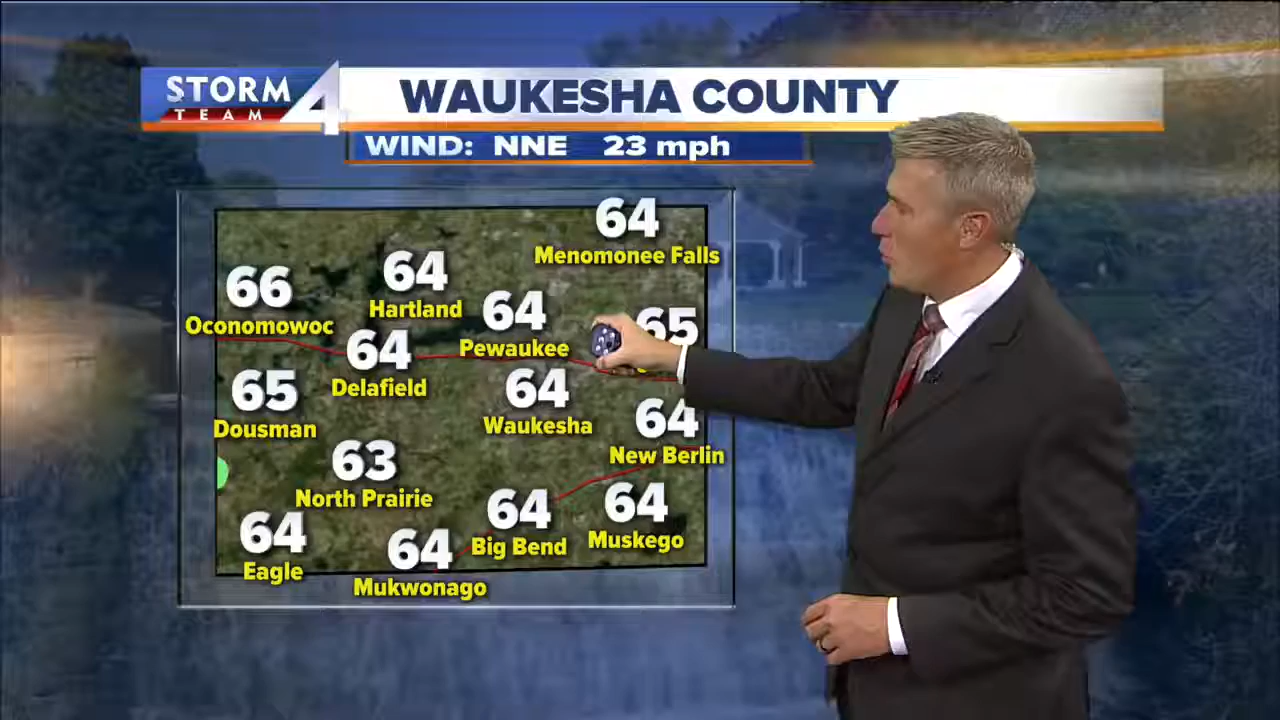 STORM
TEAM
4
WAUKESHA COUNTY
WIND: NNE 23 mph
64
Menomonee Falls
66
Oconomowoc
64
Hartland
64
Pewaukee
65
64
Delafield
65
Dousman
64
Waukesha
64
New Berlin
63
North Prairie
64
Eagle
64
Mukwonago
64
Big Bend
64
Muskego